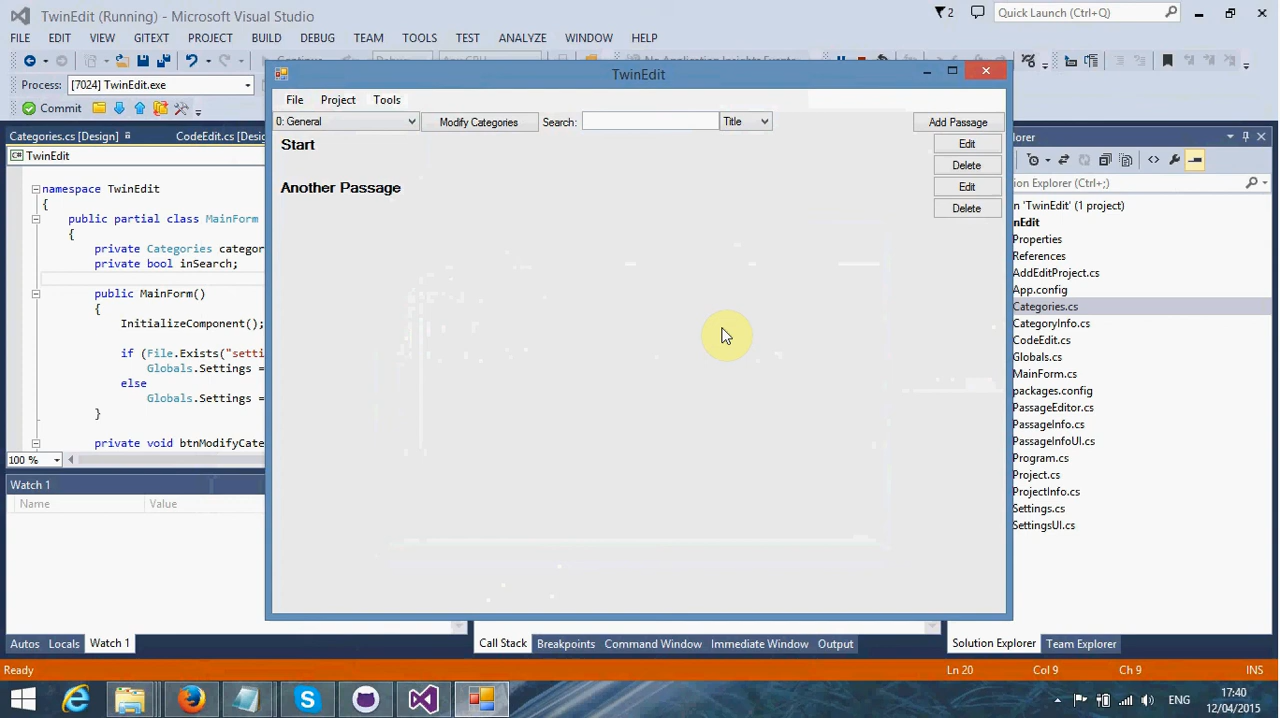 TwinEdit (Running) - Microsoft Visual Studio
2
Quick Launch (Ctrl+Q)
FILE EDIT VIEW GITEXT PROJECT BUILD DEBUG TEAM TOOLS TEST ANALYZE WINDOW HELP
Process: [7024] TwinEdit.exe
Commit
TwinEdit
File Project Tools
0: General Modify Categories Search: Title Add Passage
Start
Edit
Delete
Another Passage
Edit
Delete
Categories.cs [Design] CodeEdit.cs [Design]
TwinEdit
namespace TwinEdit
{
public partial class MainForm
{
private Categories categor
private bool inSearch;
public MainForm()
{
InitializeComponent();
if (File.Exists("setti
Globals.Settings =
else
Globals.Settings =
}
private void btnModifyCate
100 %
Watch 1
Name Value
Autos Locals Watch 1
Call Stack Breakpoints Command Window Immediate Window Output
lorer
ion Explorer (Ctrl+;)
n 'TwinEdit' (1 project)
nEdit
Properties
References
AddEditProject.cs
App.config
Categories.cs
CategoryInfo.cs
CodeEdit.cs
Globals.cs
MainForm.cs
packages.config
PassageEditor.cs
PassageInfo.cs
PassageInfoUI.cs
Program.cs
Project.cs
ProjectInfo.cs
Settings.cs
SettingsUI.cs
Solution Explorer Team Explorer
Ready Ln 20 Col 9 Ch 9 INS
ENG
17:40
12/04/2015